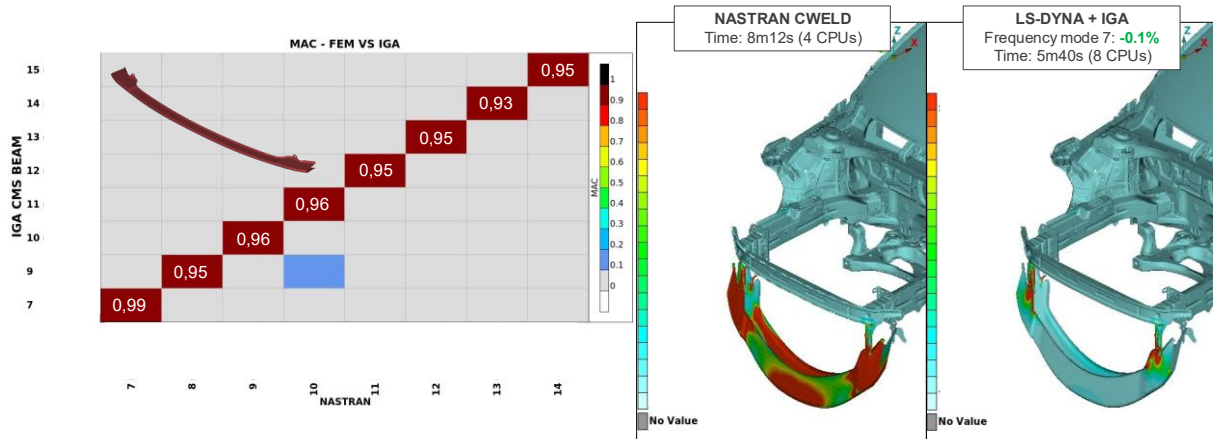 MAC - FEM VS IGA
IGA CMS BEAM
15
14
13
12
11
10
9
7
0,95
0,93
0,95
0,95
0,96
0,96
0,95
0,99
7
8
9
10
11
12
13
14
NASTRAN
MAC
1
0.9
0.8
0.7
0.6
0.5
0.4
0.3
0.2
0.1
0
NASTRAN CWELD
Time: 8m12s (4 CPUs)
Z
X
No Value
LS-DYNA + IGA
Frequency mode 7: -0.1%
Time: 5m40s (8 CPUs)
Z
X
No Value